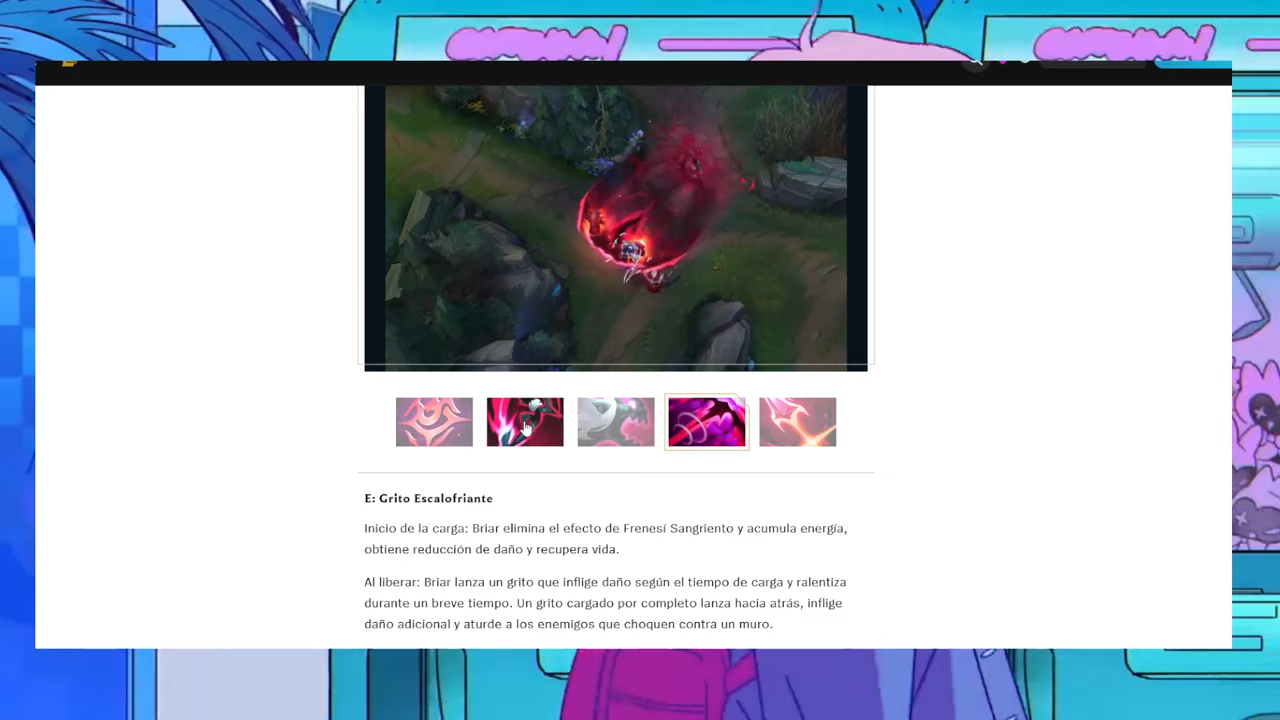 E: Grito Escalofriante
Inicio de la carga: Briar elimina el efecto de Frenesí Sangriento y acumula energía,
obtiene reducción de daño y recupera vida.
Al liberar: Briar lanza un grito que inflige daño según el tiempo de carga y ralentiza
durante un breve tiempo. Un grito cargado por completo lanza hacia atrás, inflige
daño adicional y aturde a los enemigos que choquen contra un muro.